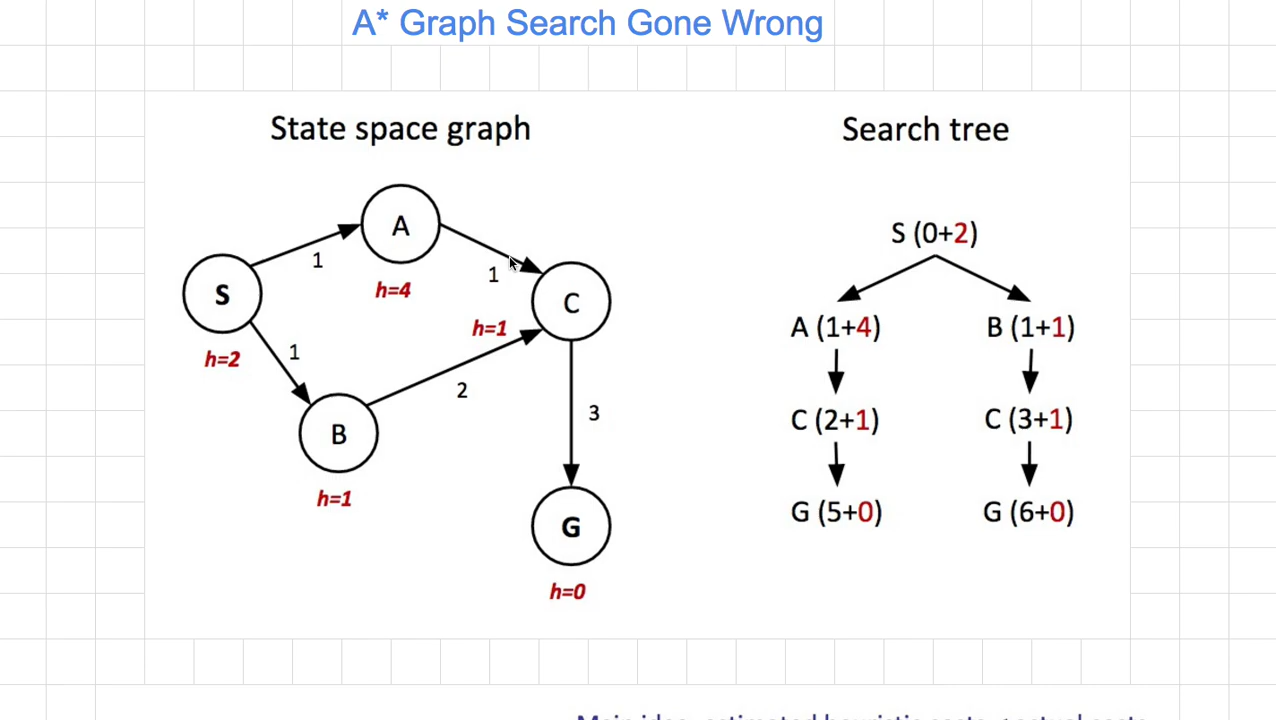 A* Graph Search Gone Wrong
State space graph
Search tree
A
1
h=4
1
S
h=2
C
h=1
1
2
B
h=1
3
G
h=0
S (0+2)
A (1+4)
B (1+1)
C (2+1)
C (3+1)
G (5+0)
G (6+0)